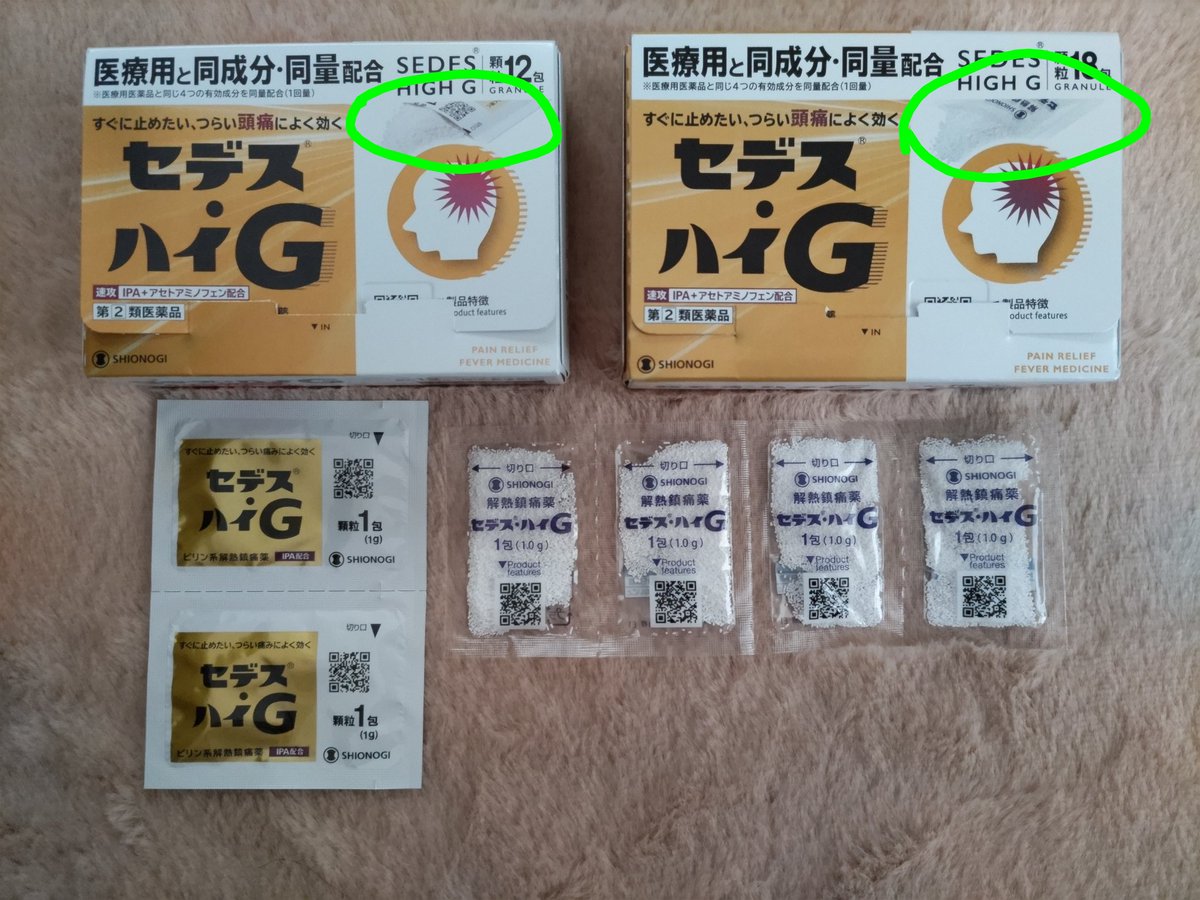 医療用と同成分・同量配合
※医療用医薬品と同じ4つの有効成分を同量配合(1回量)
SEDES®
HIGH G
顆粒12包
GRANULE
すぐに止めたい、つらい頭痛によく効く
セデス®
・
ハイG
速攻 IPA+アセトアミノフェン配合
第②類医薬品
製品特徴
oduct features
▼IN
SHIONOGI
PAIN RELIEF
FEVER MEDICINE
医療用と同成分・同量配合
※医療用医薬品と同じ4つの有効成分を同量配合(1回量)
SEDES®
HIGH G
顆粒18包
GRANULE
すぐに止めたい、つらい頭痛によく効く
セデス®
・
ハイG
速攻 IPA+アセトアミノフェン配合
第②類医薬品
製品特徴
oduct features
▼IN
SHIONOGI
PAIN RELIEF
FEVER MEDICINE
切り口▼
すぐに止めたい、つらい痛みによく効く
セデス®
・
ハイG
顆粒1包
(1g)
ピリン系解熱鎮痛薬 IPA配合
SHIONOGI
切り口▼
すぐに止めたい、つらい痛みによく効く
セデス®
・
ハイG
顆粒1包
(1g)
ピリン系解熱鎮痛薬 IPA配合
SHIONOGI
切り口
SHIONOGI
解熱鎮痛薬
セデス・ハイG
1包(1.0g)
▼Product
features
切り口
SHIONOGI
解熱鎮痛薬
セデス・ハイG
1包(1.0g)
▼Product
features
切り口
SHIONOGI
解熱鎮痛薬
セデス・ハイG
1包(1.0g)
▼Product
features
切り口
SHIONOGI
解熱鎮痛薬
セデス・ハイG
1包(1.0g)
▼Product
features